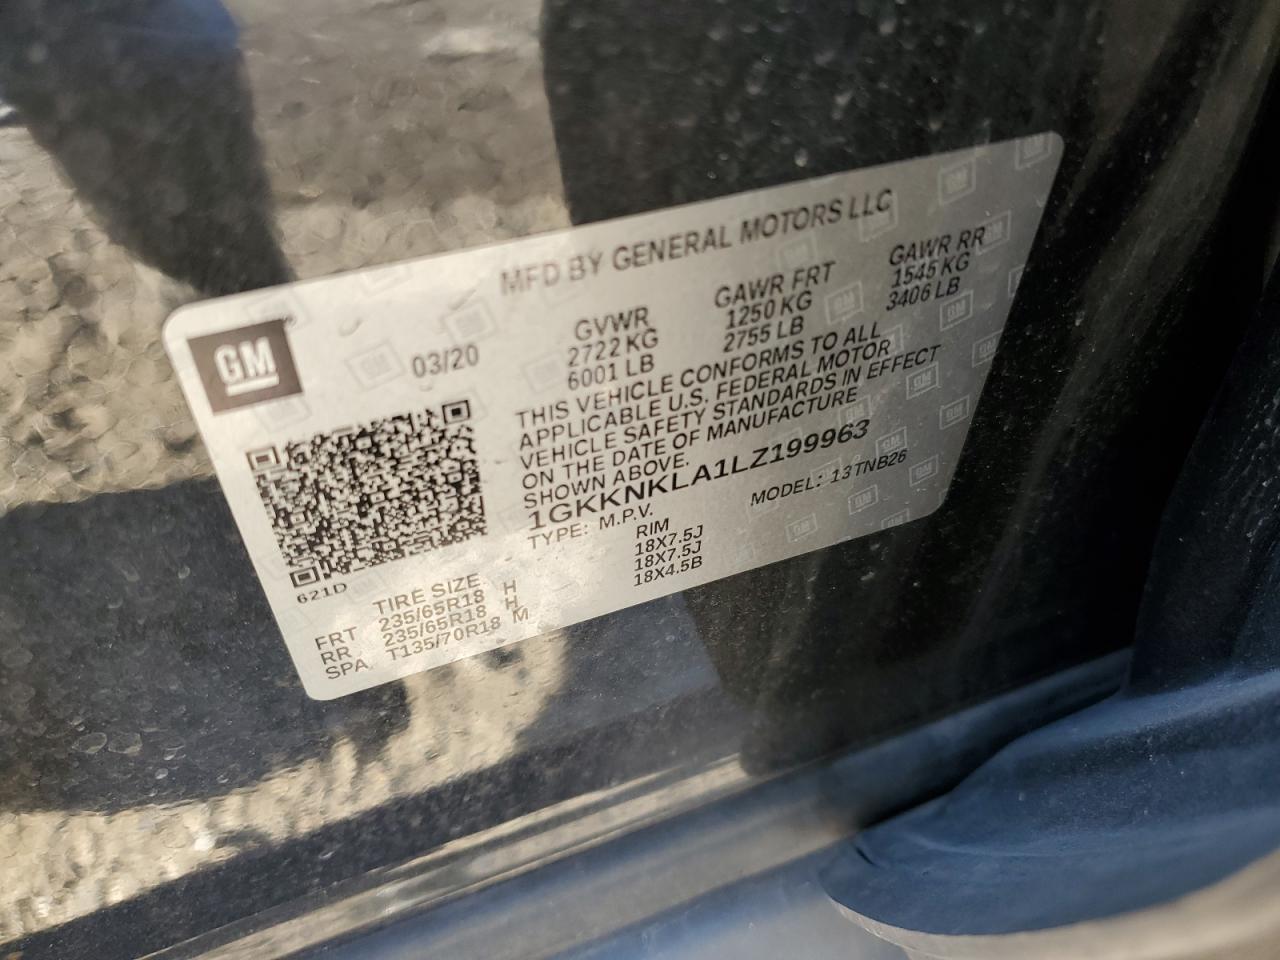 MFD BY GENERAL MOTORS LLC
GM
03/20
GVWR GAWR FRT GAWR RR
2722 KG 1250 KG 1545 KG
6001 LB 2755 LB 3406 LB
THIS VEHICLE CONFORMS TO ALL
APPLICABLE U.S. FEDERAL MOTOR
VEHICLE SAFETY STANDARDS IN EFFECT
ON THE DATE OF MANUFACTURE
SHOWN ABOVE.
1GKKNKLA1LZ199963
TYPE: M.P.V. MODEL: 13TNB26
621D
TIRE SIZE RIM
FRT 235/65R18 H 18X7.5J
RR 235/65R18 H 18X7.5J
SPA T135/70R18 M 18X4.5B